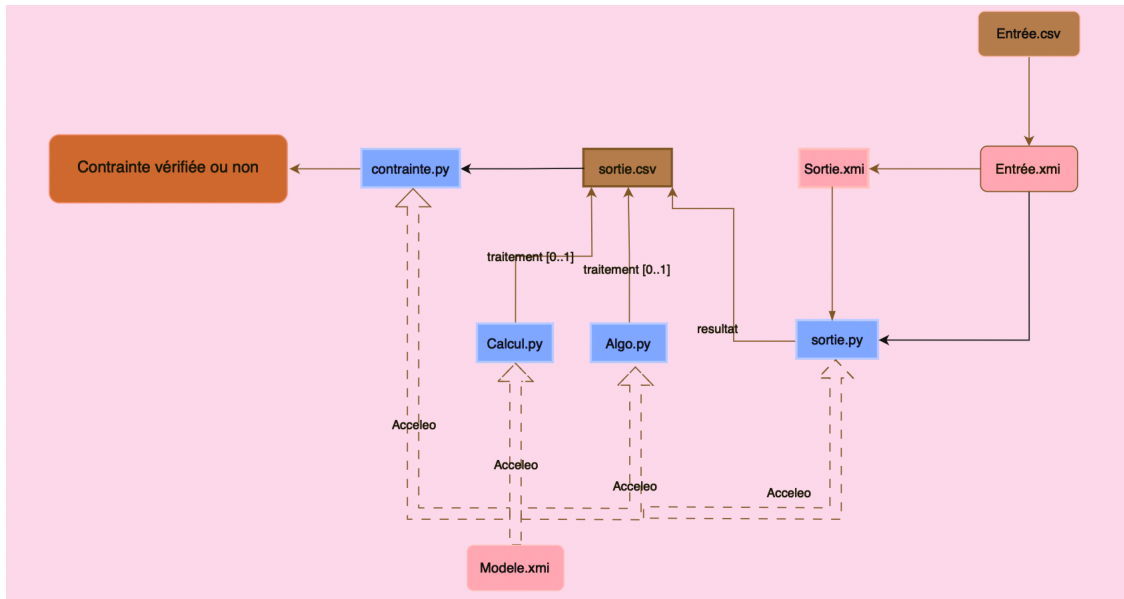 Entrée.csv
Contrainte vérifiée ou non
contrainte.py
sortie.csv
Sortie.xmi
Entrée.xmi
traitement [0..1]
traitement [0..1]
resultat
Calcul.py
Algo.py
sortie.py
Acceleo
Acceleo
Acceleo
Acceleo
Modele.xmi